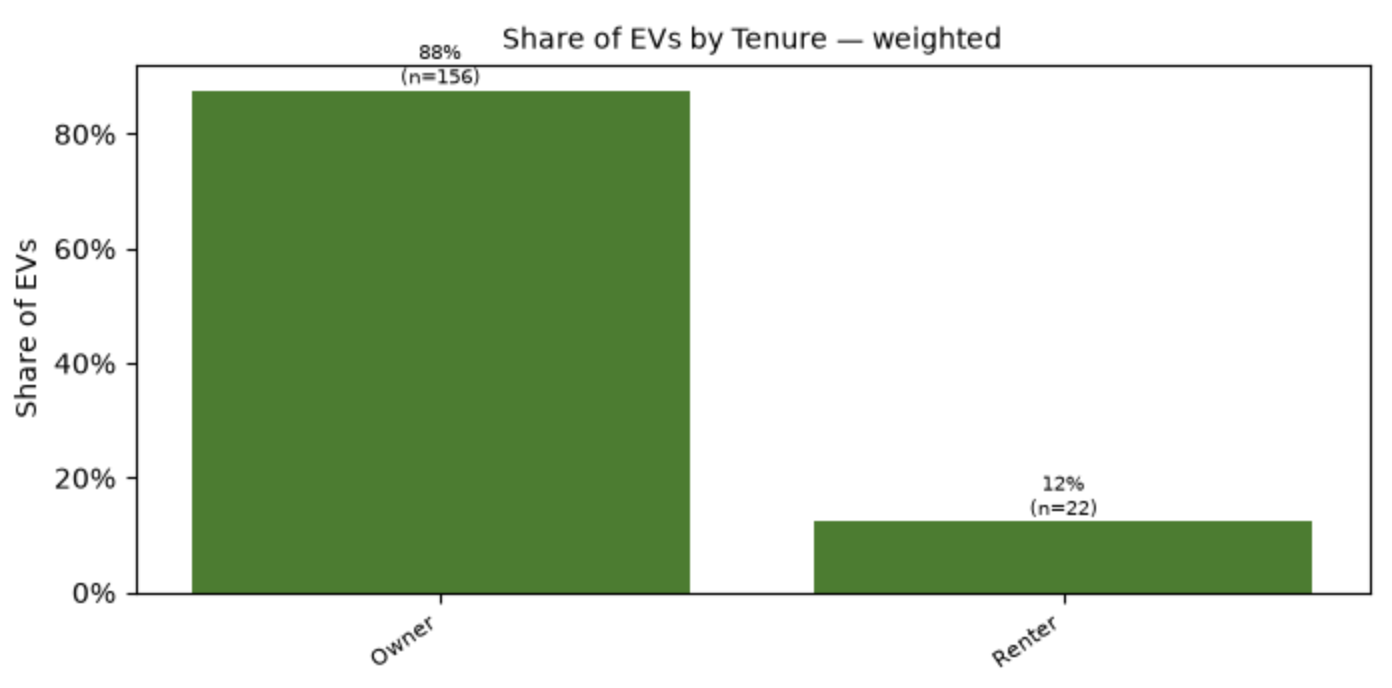 Share of EVs by Tenure — weighted
88%
(n=156)
80%
60%
40%
20%
0%
Share of EVs
12%
(n=22)
Owner
Renter